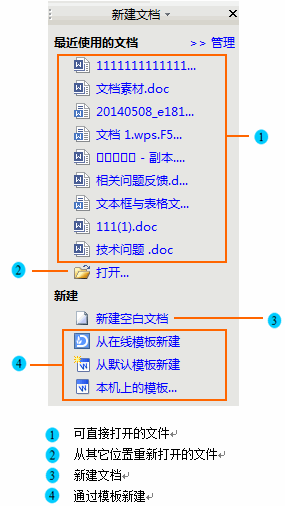 新建文档
最近使用的文档 >> 管理
1111111111111...
文档素材.doc
20140508_e181...
文档 1.wps.F5...
1
□□□□□ - 副本....
相关问题反馈.d...
文本框与表格文...
111(1).doc
技术问题 .doc
2 打开...
新建
新建空白文档 3
从在线模板新建
4 从默认模板新建
本机上的模板...
1 可直接打开的文件
2 从其它位置重新打开的文件
3 新建文档
4 通过模板新建